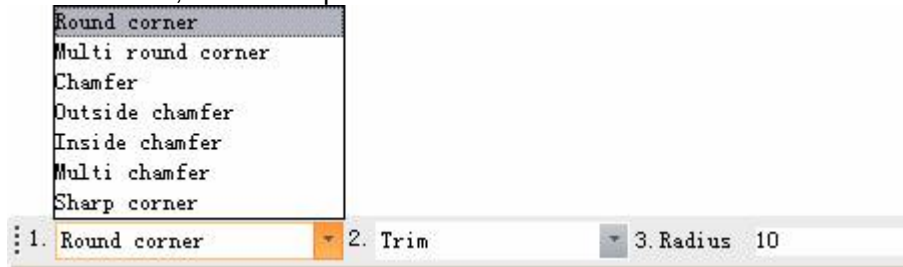 Round corner
Multi round corner
Chamfer
Outside chamfer
Inside chamfer
Multi chamfer
Sharp corner
1. Round corner 2. Trim 3. Radius 10